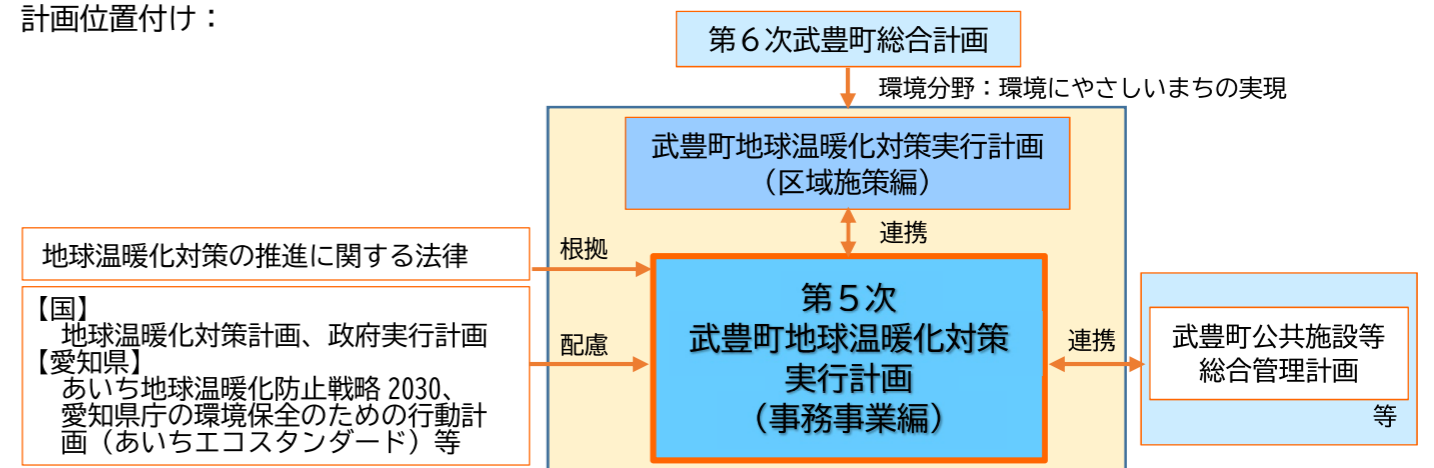 計画位置付け：
第６次武豊町総合計画
環境分野：環境にやさしいまちの実現
武豊町地球温暖化対策実行計画
（区域施策編）
連携
地球温暖化対策の推進に関する法律
根拠
【国】
地球温暖化対策計画、政府実行計画
【愛知県】
あいち地球温暖化防止戦略 2030、
愛知県庁の環境保全のための行動計
画（あいちエコスタンダード）等
配慮
第５次
武豊町地球温暖化対策
実行計画
（事務事業編）
連携
武豊町公共施設等
総合管理計画
等